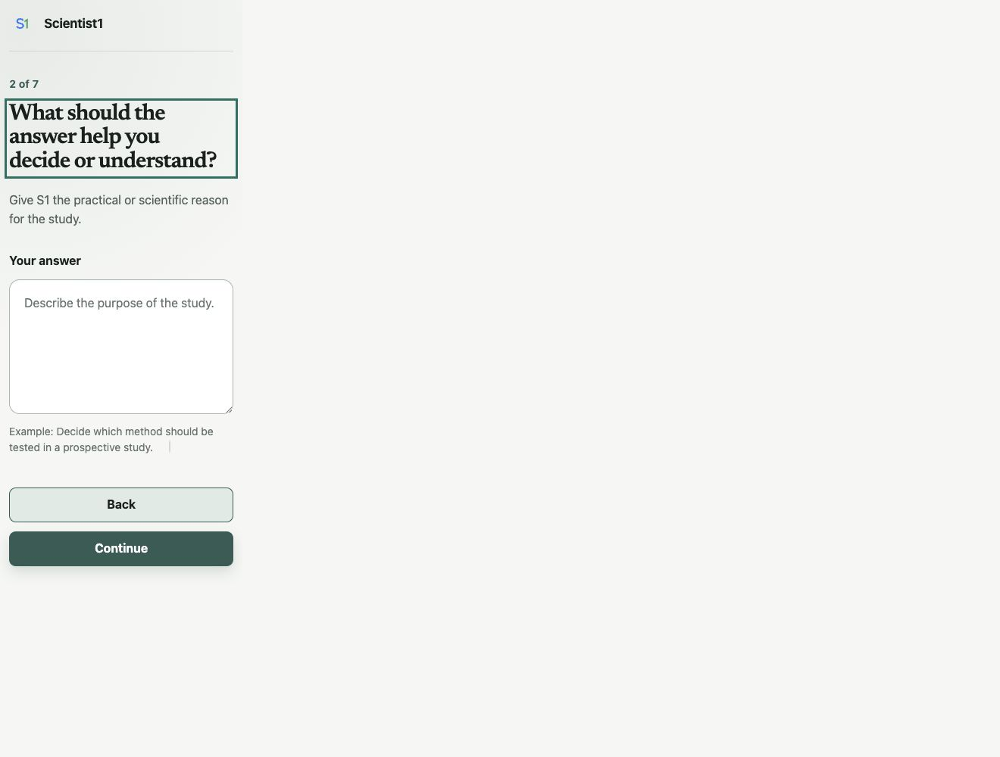 S1 Scientist1
2 of 7
What should the
answer help you
decide or understand?
Give S1 the practical or scientific reason
for the study.
Your answer
Describe the purpose of the study.
Example: Decide which method should be
tested in a prospective study.
Back
Continue